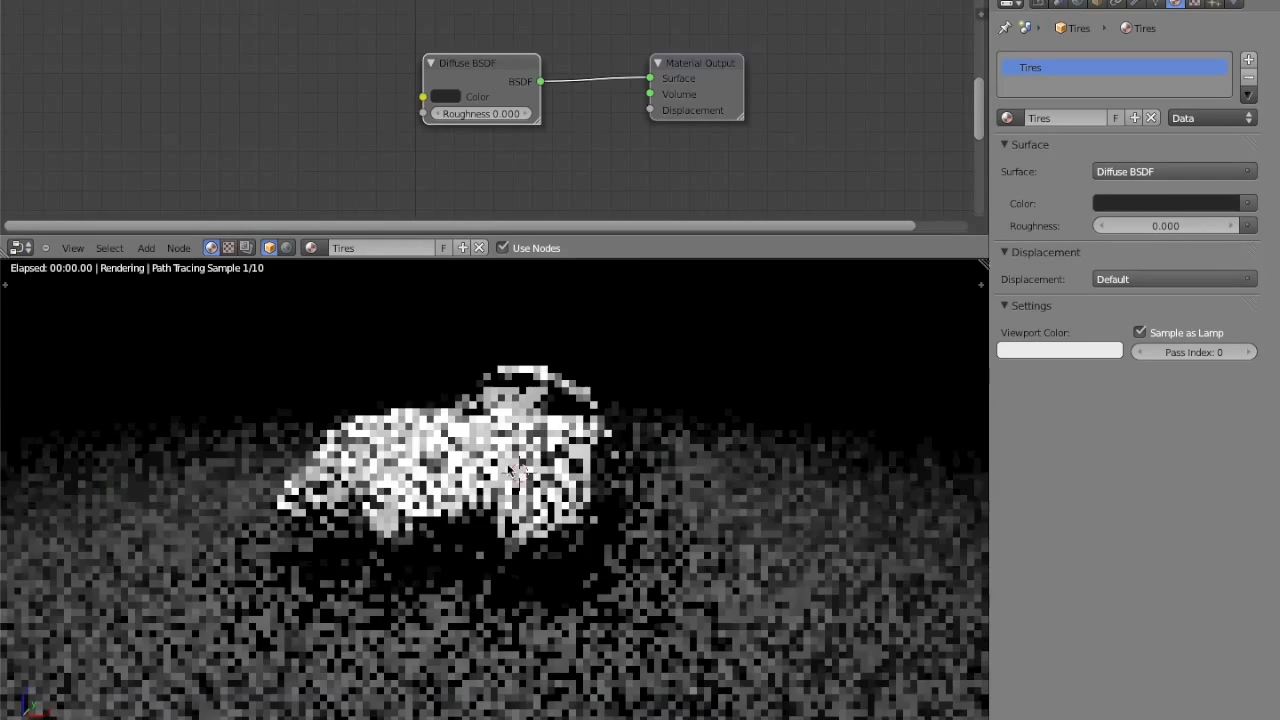 Diffuse BSDF
BSDF
Color
Roughness 0.000
Material Output
Surface
Volume
Displacement
View Select Add Node Tires F Use Nodes
Elapsed: 00:00.00 | Rendering | Path Tracing Sample 1/10
Tires Tires
Tires
Tires F Data
Surface
Surface: Diffuse BSDF
Color:
Roughness: 0.000
Displacement
Displacement: Default
Settings
Viewport Color: Sample as Lamp
Pass Index: 0
y